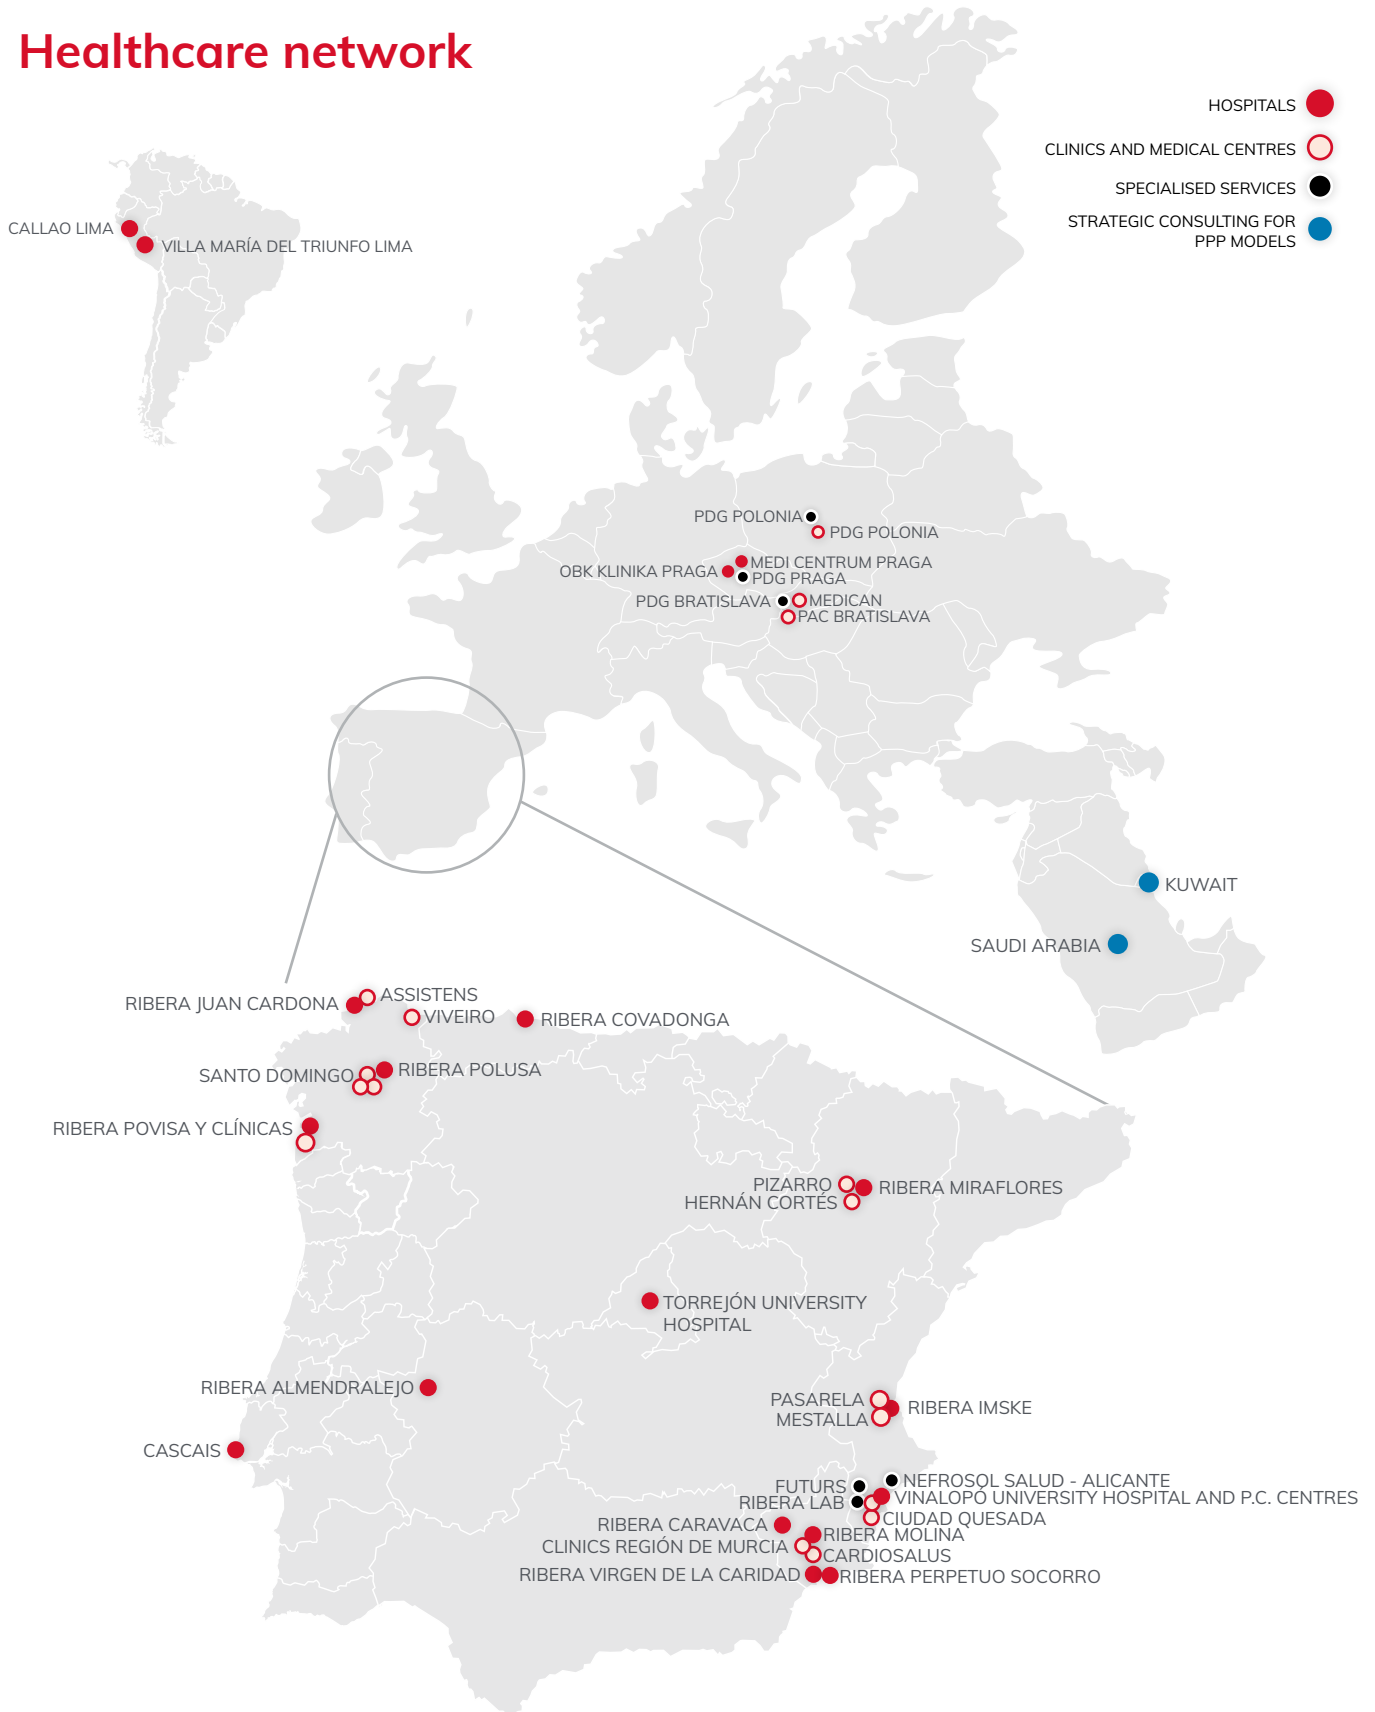 Healthcare network
HOSPITALS
CLINICS AND MEDICAL CENTRES
SPECIALISED SERVICES
STRATEGIC CONSULTING FOR
PPP MODELS
CALLAO LIMA
VILLA MARÍA DEL TRIUNFO LIMA
PDG POLONIA
PDG POLONIA
MEDI CENTRUM PRAGA
OBK KLINIKA PRAGA
PDG PRAGA
PDG BRATISLAVA
MEDICAN
PAC BRATISLAVA
KUWAIT
SAUDI ARABIA
ASSISTENS
RIBERA JUAN CARDONA
VIVEIRO
RIBERA COVADONGA
RIBERA POLUSA
SANTO DOMINGO
RIBERA POVISA Y CLÍNICAS
PIZARRO
RIBERA MIRAFLORES
HERNÁN CORTÉS
TORREJÓN UNIVERSITY
HOSPITAL
RIBERA ALMENDRALEJO
PASARELA
RIBERA IMSKE
MESTALLA
CASCAIS
NEFROSOL SALUD - ALICANTE
FUTURS
VINALOPÓ UNIVERSITY HOSPITAL AND P.C. CENTRES
RIBERA LAB
CIUDAD QUESADA
RIBERA CARAVACA
RIBERA MOLINA
CLINICS REGIÓN DE MURCIA
CARDIOSALUS
RIBERA VIRGEN DE LA CARIDAD
RIBERA PERPETUO SOCORRO